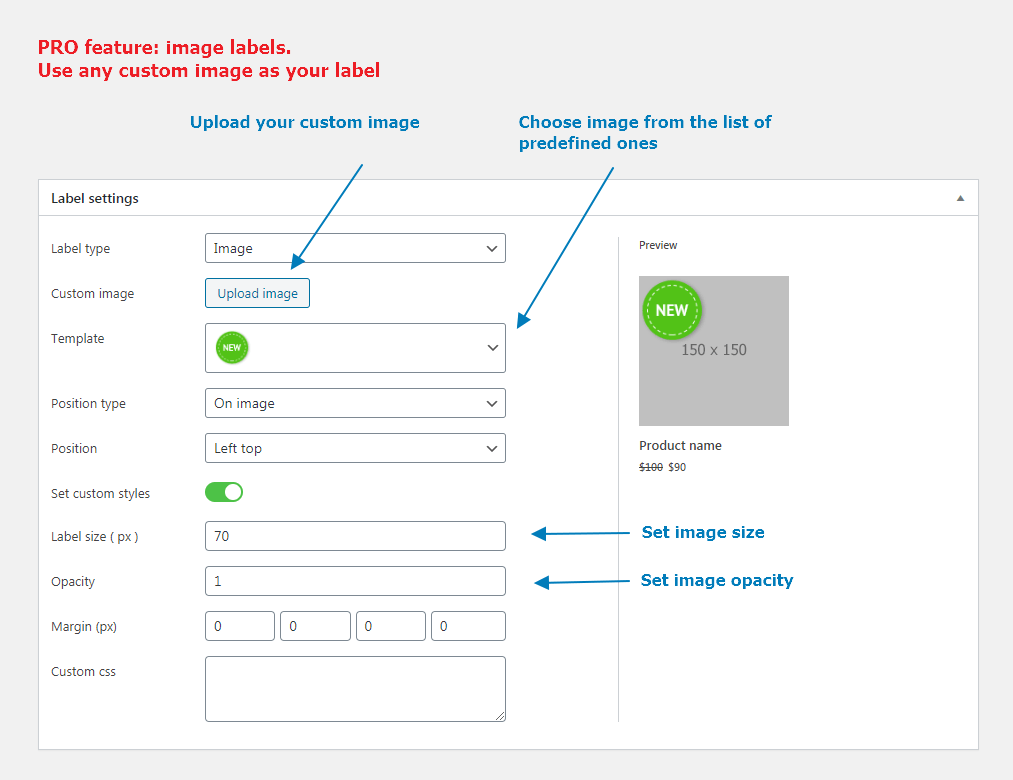 PRO feature: image labels.
Use any custom image as your label
Upload your custom image
Choose image from the list of
predefined ones
Label settings
Label type
Image
Custom image
Upload image
Template
NEW
Position type
On image
Position
Left top
Set custom styles
Label size ( px )
70
Opacity
1
Margin (px)
0
0
0
0
Custom css
Preview
NEW
150 x 150
Product name
$100 $90
Set image size
Set image opacity